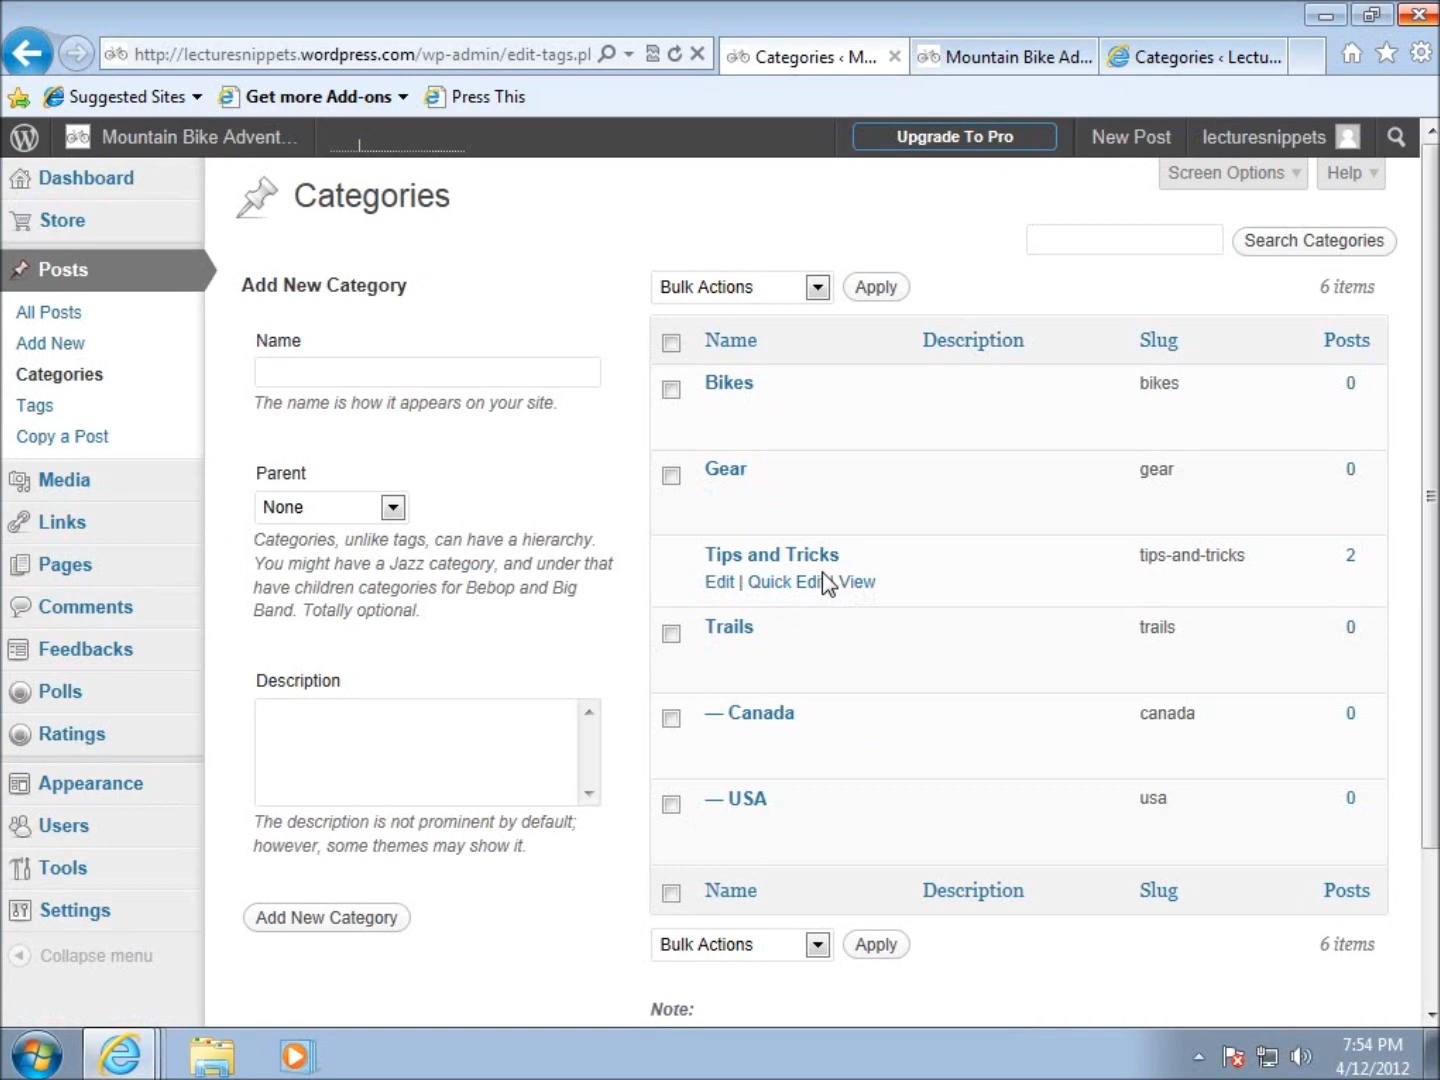 http://lecturesnippets.wordpress.com/wp-admin/edit-tags.pl
Categories ‹ M...
Mountain Bike Ad...
Categories ‹ Lectu...
Suggested Sites
Get more Add-ons
Press This
Mountain Bike Advent...
Upgrade To Pro
New Post
lecturesnippets
Dashboard
Store
Posts
All Posts
Add New
Categories
Tags
Copy a Post
Media
Links
Pages
Comments
Feedbacks
Polls
Ratings
Appearance
Users
Tools
Settings
Collapse menu
Screen Options
Help
Categories
Search Categories
Add New Category
Name
The name is how it appears on your site.
Parent
None
Categories, unlike tags, can have a hierarchy.
You might have a Jazz category, and under that
have children categories for Bebop and Big
Band. Totally optional.
Description
The description is not prominent by default;
however, some themes may show it.
Add New Category
Bulk Actions
Apply
6 items
Name Description Slug Posts
Bikes bikes 0
Gear gear 0
Tips and Tricks tips-and-tricks 2
Edit | Quick Edit | View
Trails trails 0
— Canada canada 0
— USA usa 0
Name Description Slug Posts
Bulk Actions
Apply
6 items
Note:
7:54 PM
4/12/2012